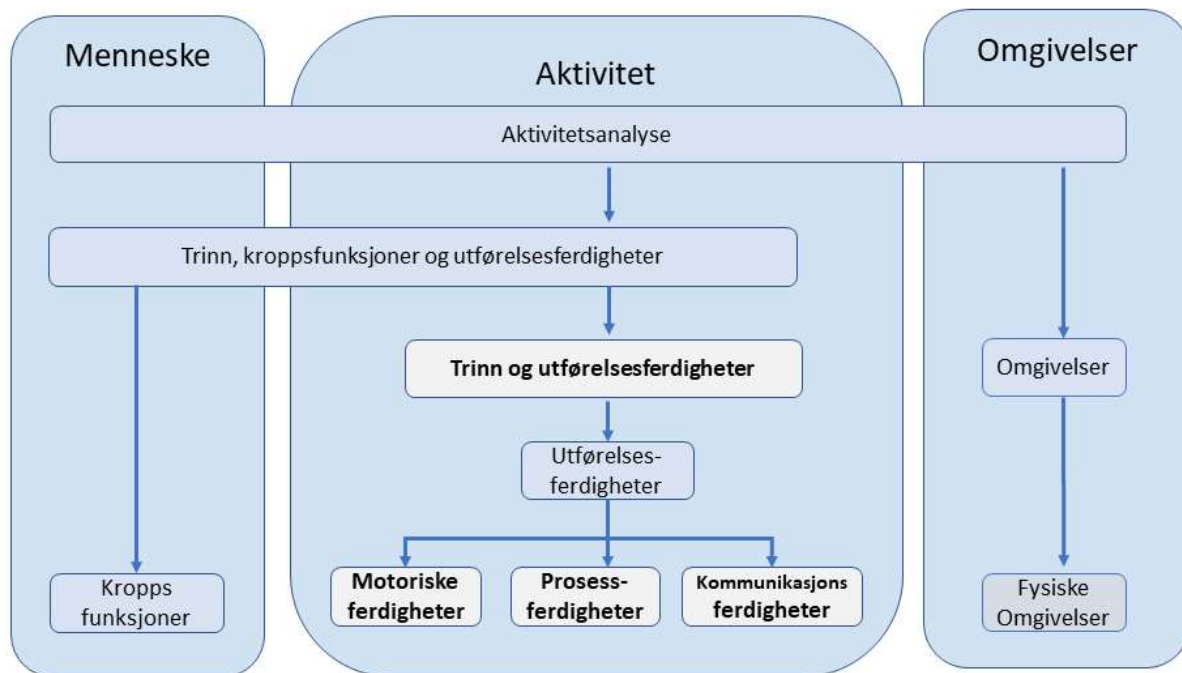 Menneske
Aktivitet
Omgivelser
Aktivitetsanalyse
Trinn, kroppsfunksjoner og utførelsesferdigheter
Trinn og utførelsesferdigheter
Omgivelser
Utførelses-
ferdigheter
Kropps
funksjoner
Motoriske
ferdigheter
Prosess-
ferdigheter
Kommunikasjons
ferdigheter
Fysiske
Omgivelser